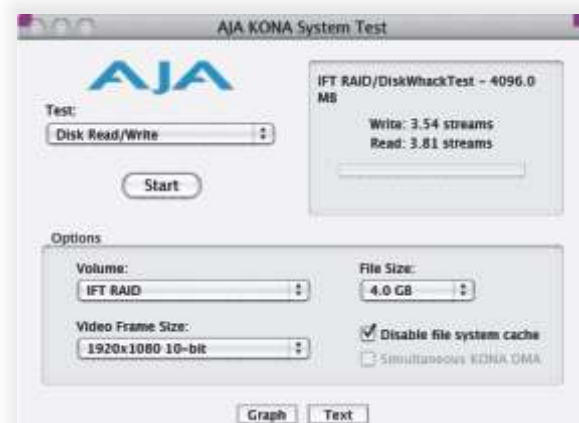 AJA KONA System Test
AJA
Test:
Disk Read/Write
Start
IFT RAID/DiskWhackTest - 4096.0
MB
Write: 3.54 streams
Read: 3.81 streams
Options
Volume:
IFT RAID
File Size:
4.0 GB
Video Frame Size:
1920x1080 10-bit
Disable file system cache
Simultaneous KONA DMA
Graph
Text